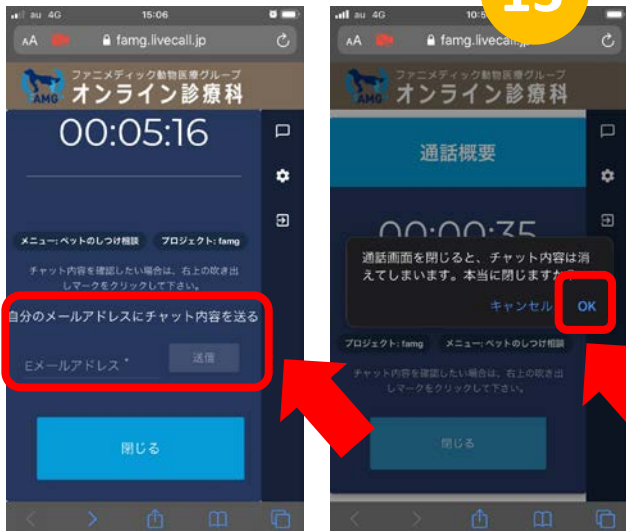 au 4G
15:06
AA
famg.livecall.jp
ファミメディック動物医療グループ
AMG
オンライン診療科
00:05:16
メニュー: ペットのしつけ相談
プロジェクト: famg
チャット内容を確認したい場合は、右上の吹き出
しマークをクリックして下さい。
自分のメールアドレスにチャット内容を送る
Eメールアドレス *
送信
閉じる
15
au 4G
AA
famg.livecall.jp
ファミメディック動物医療グループ
AMG
オンライン診療科
通話概要
00:00:35
通話画面を閉じると、チャット内容は消
えてしまいます。本当に閉じますか
キャンセル
OK
プロジェクト: famg
メニュー: ペットのしつけ相談
チャット内容を確認したい場合は、右上の吹き出
しマークをクリックして下さい。
閉じる